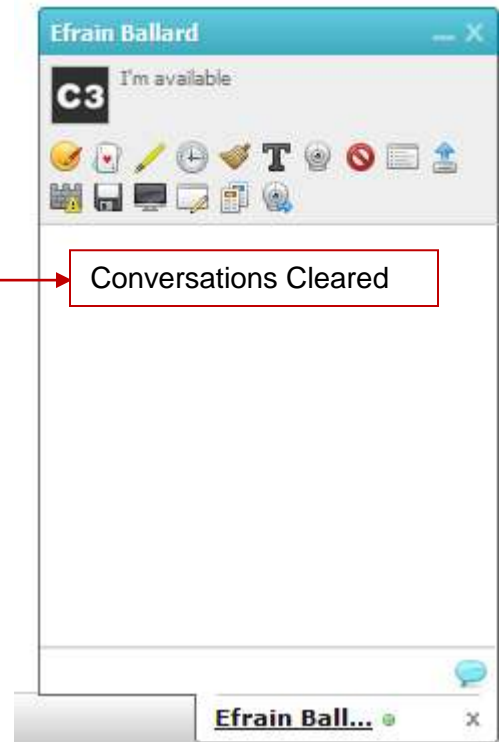 Efrain Ballard
C3
I'm available
T
Conversations Cleared
Efrain Ball...